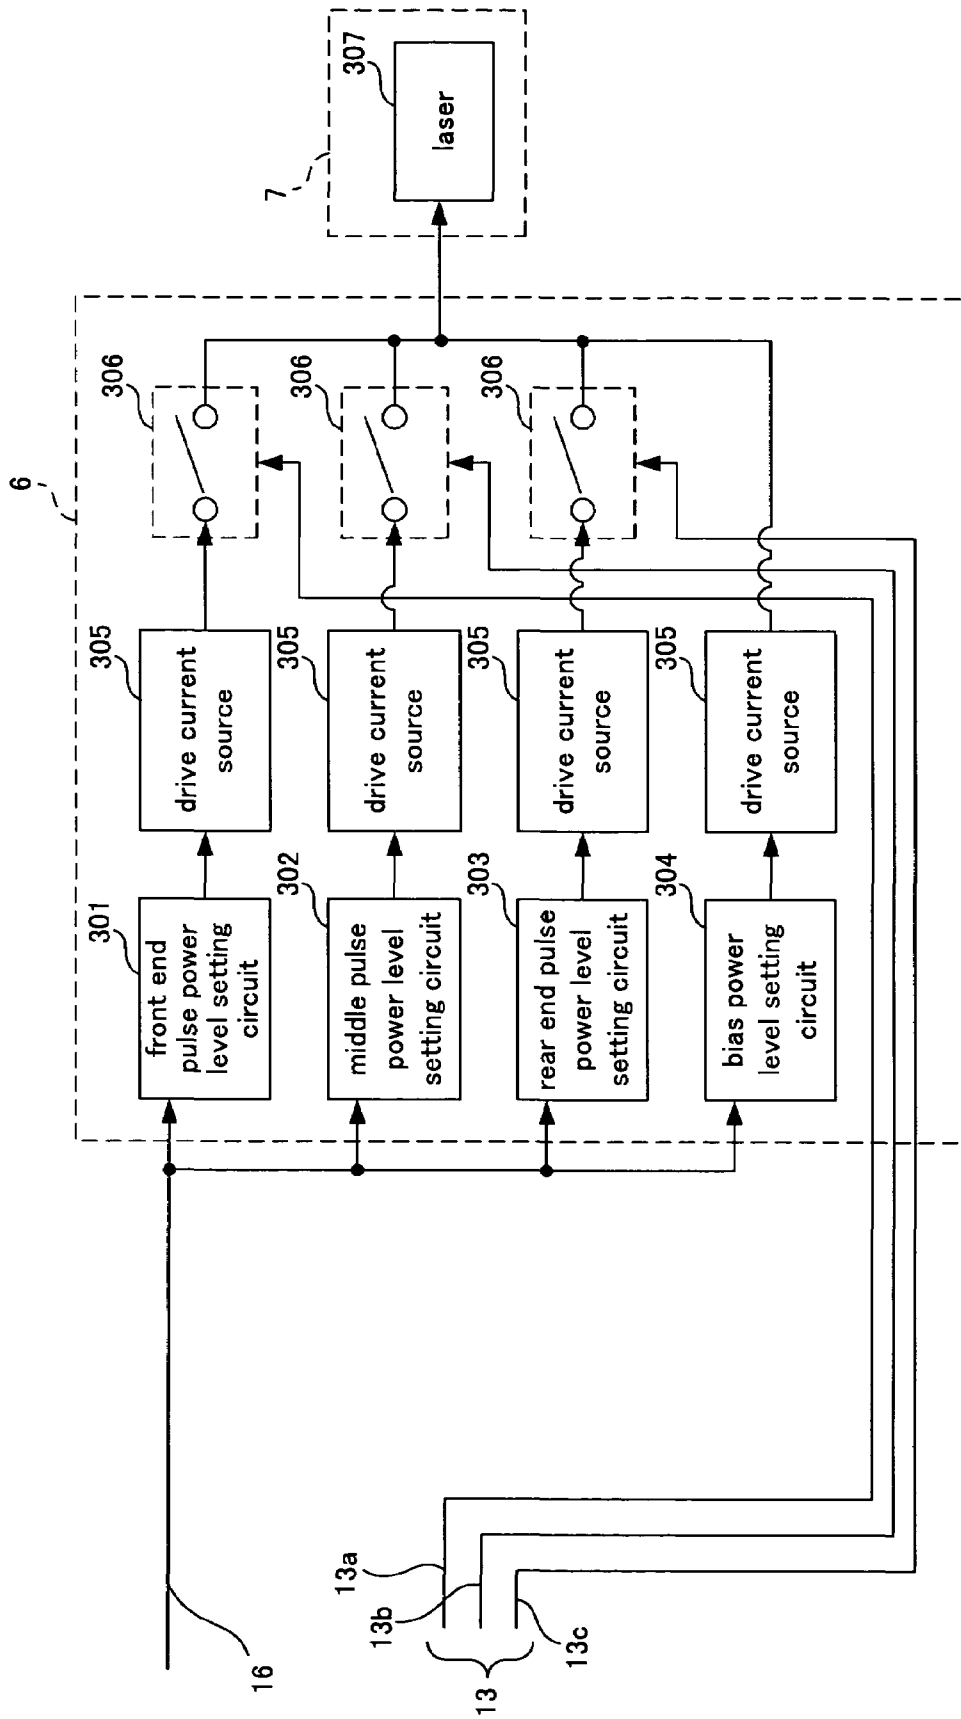 6
7
301
front end
pulse power
level setting
circuit
305
drive current
source
306
307
laser
302
middle pulse
power level
setting circuit
305
drive current
source
306
303
rear end pulse
power level
setting circuit
305
drive current
source
306
304
bias power
level setting
circuit
305
drive current
source
16
13
13a
13b
13c